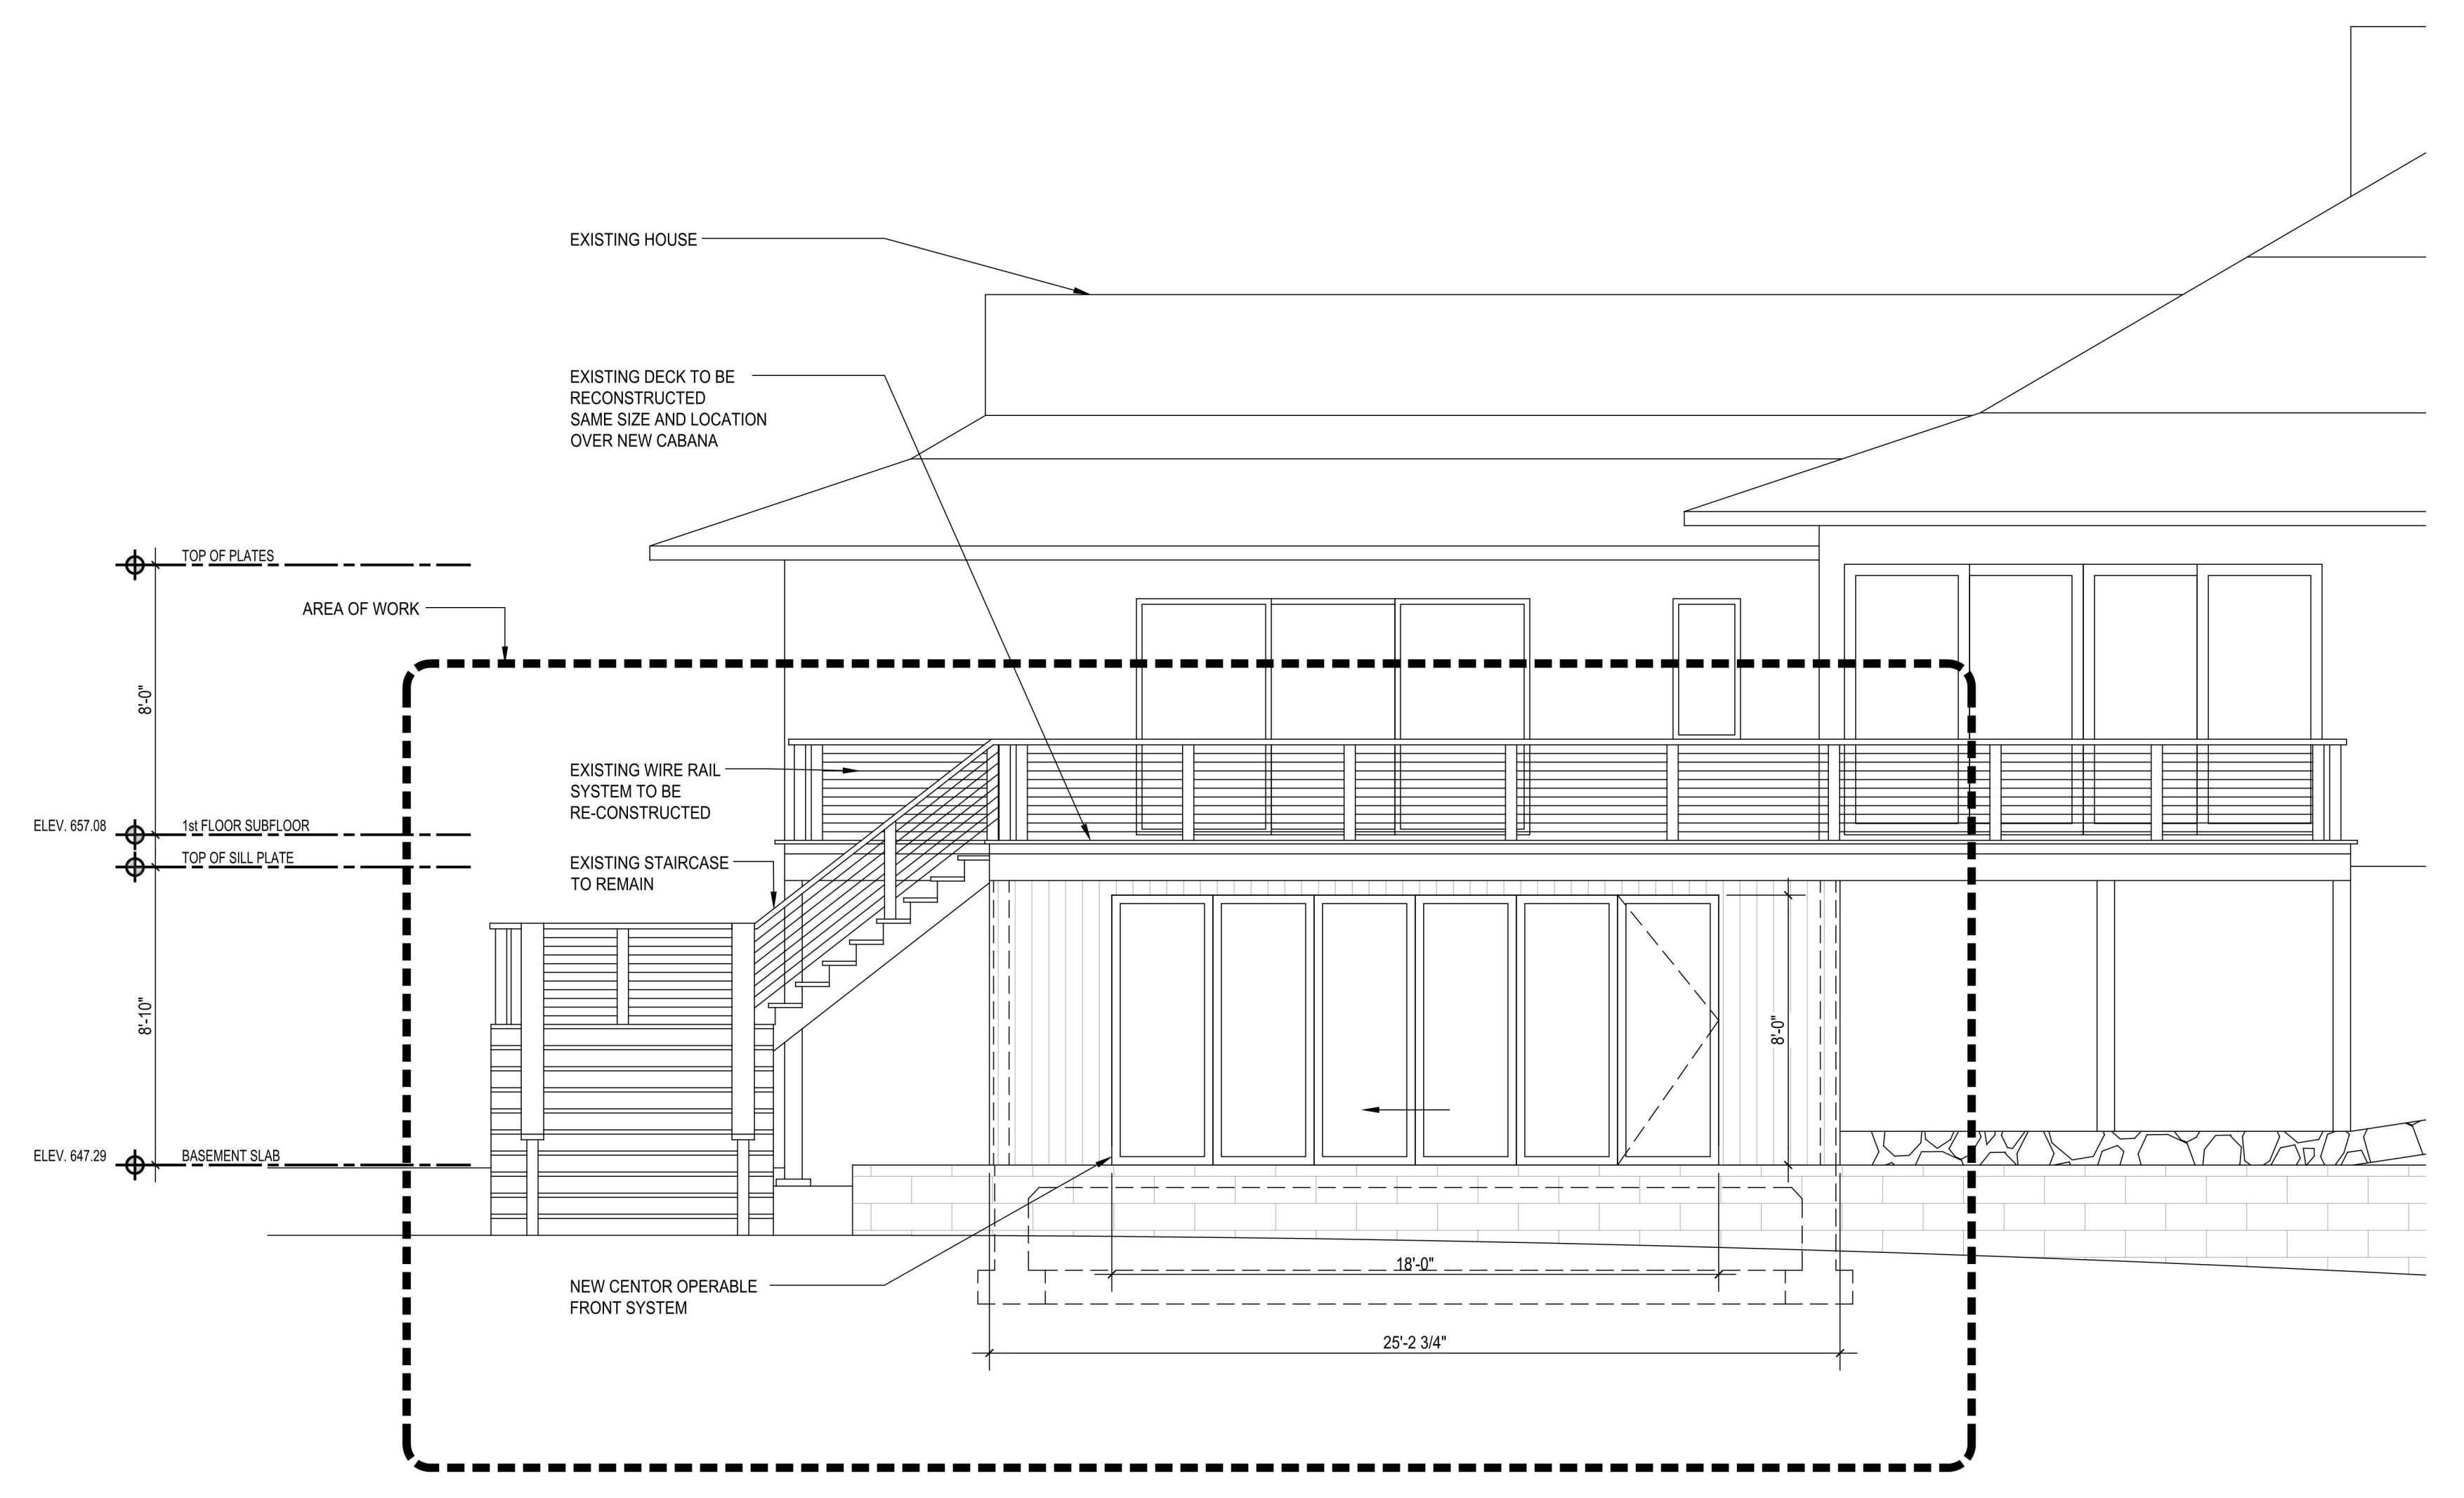 EXISTING HOUSE
EXISTING DECK TO BE
RECONSTRUCTED
SAME SIZE AND LOCATION
OVER NEW CABANA
TOP OF PLATES
AREA OF WORK
8'-0"
EXISTING WIRE RAIL
SYSTEM TO BE
RE-CONSTRUCTED
ELEV. 657.08
1st FLOOR SUBFLOOR
TOP OF SILL PLATE
EXISTING STAIRCASE
TO REMAIN
8'-10"
8'-0"
ELEV. 647.29
BASEMENT SLAB
18'-0"
NEW CENTOR OPERABLE
FRONT SYSTEM
25'-2 3/4"